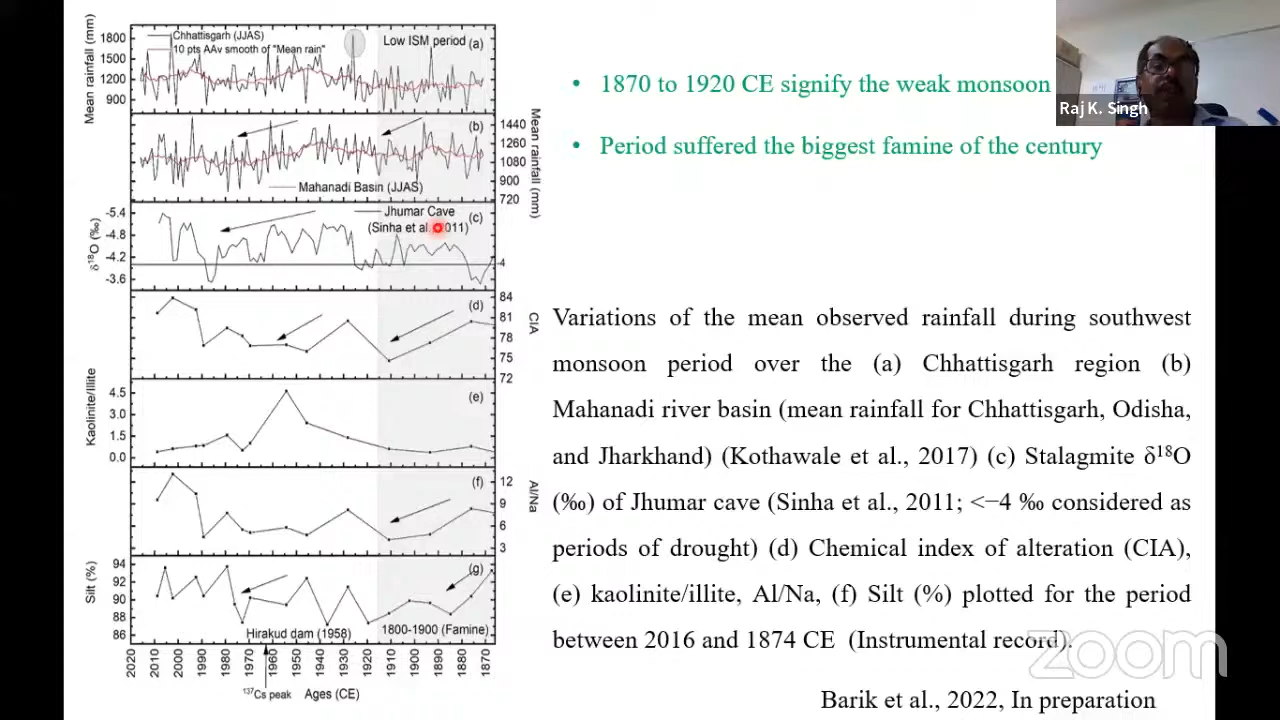 Mean rainfall (mm)
1800
1500
1200
900
Chhattisgarh (JJAS)
10 pts AAv smooth of "Mean rain"
Low ISM period
(a)
(b)
1440
1260
1080
900
720
Mean rainfall (mm)
Mahanadi Basin (JJAS)
δ¹⁸O (‰)
-5.4
-4.8
-4.2
-3.6
Jhumar Cave
(Sinha et al. 2011)
(c)
-4
(d)
84
81
78
75
72
CIA
Kaolinite/Illite
4.5
3.0
1.5
0.0
(e)
(f)
12
9
6
3
Al/Na
Silt (%)
94
92
90
88
86
(g)
Hirakud dam (1958)
1800-1900 (Famine)
2020 2010 2000 1990 1980 1970 1960 1950 1940 1930 1920 1910 1900 1890 1880 1870
¹³⁷Cs peak
Ages (CE)
• 1870 to 1920 CE signify the weak monsoon
• Period suffered the biggest famine of the century
Raj K. Singh
Variations of the mean observed rainfall during southwest
monsoon period over the (a) Chhattisgarh region (b)
Mahanadi river basin (mean rainfall for Chhattisgarh, Odisha,
and Jharkhand) (Kothawale et al., 2017) (c) Stalagmite δ¹⁸O
(‰) of Jhumar cave (Sinha et al., 2011; <−4 ‰ considered as
periods of drought) (d) Chemical index of alteration (CIA),
(e) kaolinite/illite, Al/Na, (f) Silt (%) plotted for the period
between 2016 and 1874 CE (Instrumental record).
zoom
Barik et al., 2022, In preparation